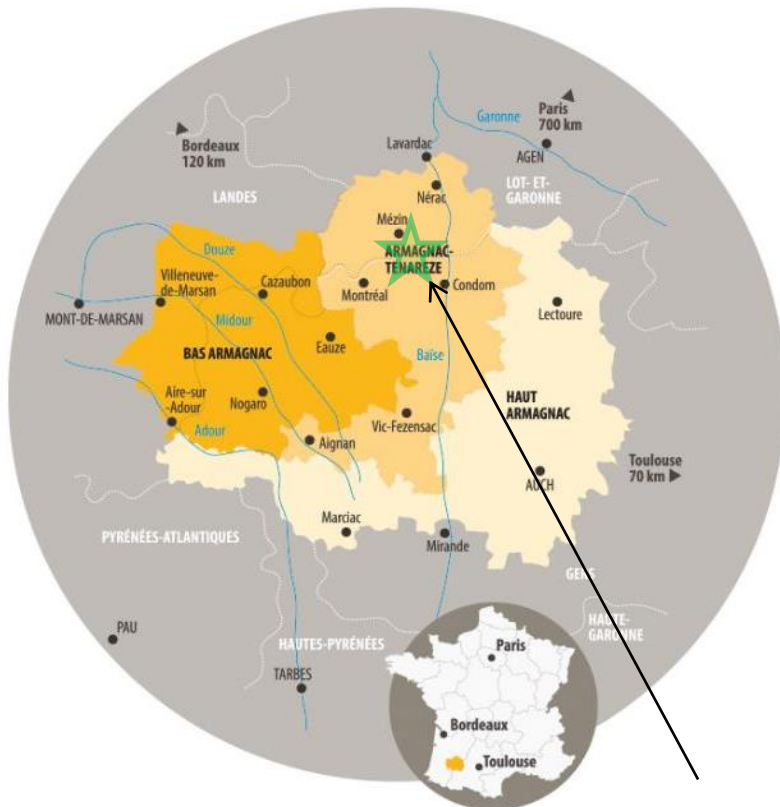 Garonne
Paris
700 km
Bordeaux
120 km
Lavardac
AGEN
LANDES
Nérac
LOT- ET-
GARONNE
Mézin
Douze
ARMAGNAC-
TENARÈZE
Villeneuve-
de-Marsan
Cazaubon
Montréal
Condom
MONT-DE-MARSAN
Lectoure
Midour
Eauze
BAS ARMAGNAC
Baïse
Aire-sur
-Adour
Nogaro
HAUT
ARMAGNAC
Adour
Vic-Fezensac
Aignan
Toulouse
70 km
AUCH
Marciac
PYRÉNÉES-ATLANTIQUES
Mirande
GERS
PAU
HAUTES-PYRÉNÉES
HAUTE-
GARONNE
TARBES
Paris
Bordeaux
Toulouse